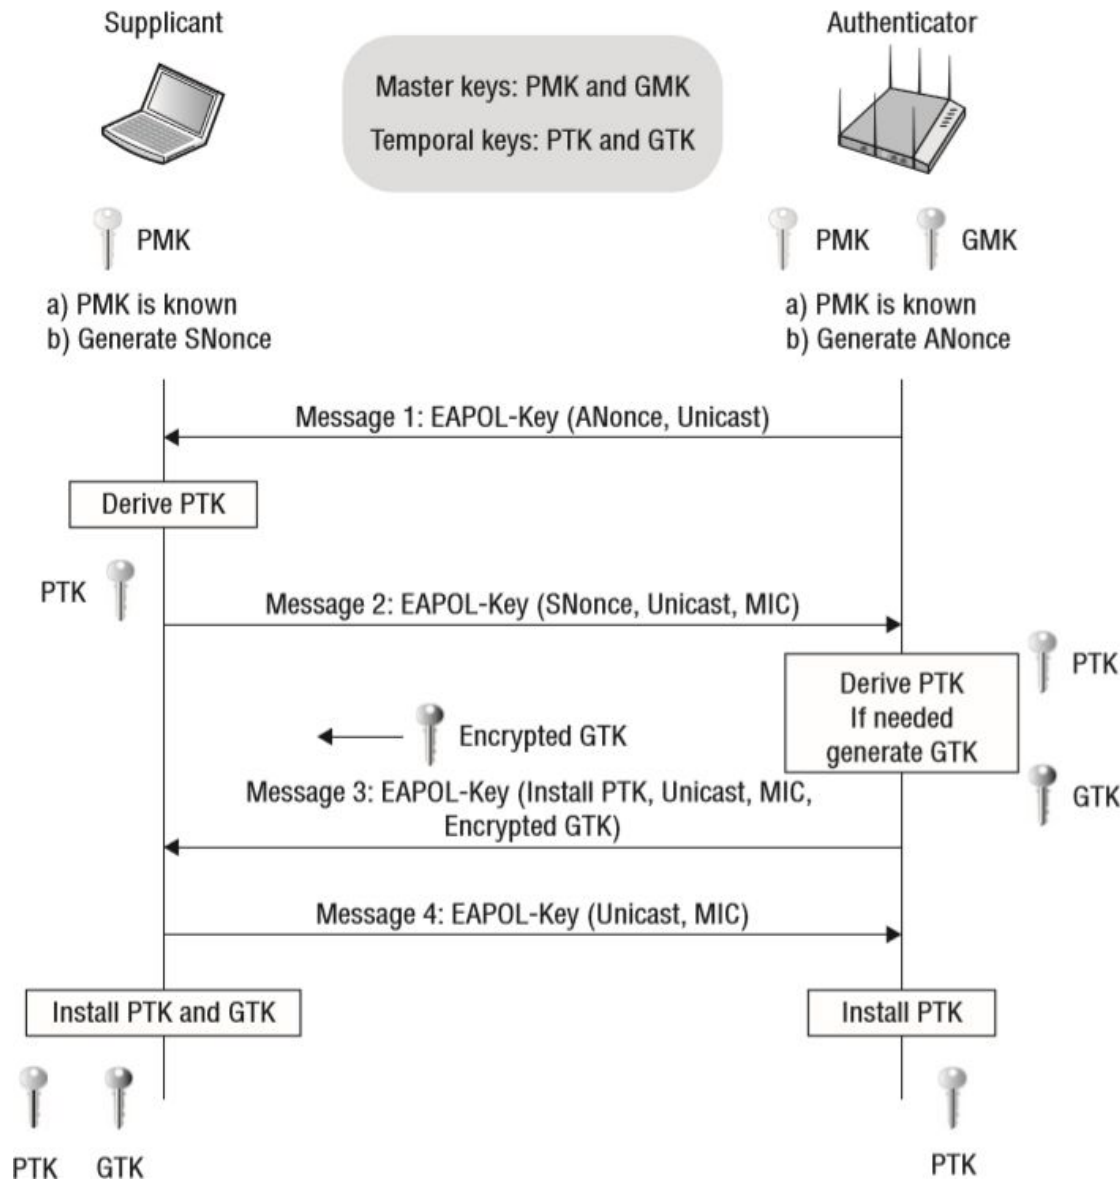 Supplicant
Authenticator
Master keys: PMK and GMK
Temporal keys: PTK and GTK
PMK
PMK
GMK
a) PMK is known
b) Generate SNonce
a) PMK is known
b) Generate ANonce
Message 1: EAPOL-Key (ANonce, Unicast)
Derive PTK
PTK
Message 2: EAPOL-Key (SNonce, Unicast, MIC)
Derive PTK
If needed
generate GTK
PTK
Encrypted GTK
GTK
Message 3: EAPOL-Key (Install PTK, Unicast, MIC,
Encrypted GTK)
Message 4: EAPOL-Key (Unicast, MIC)
Install PTK and GTK
Install PTK
PTK
GTK
PTK